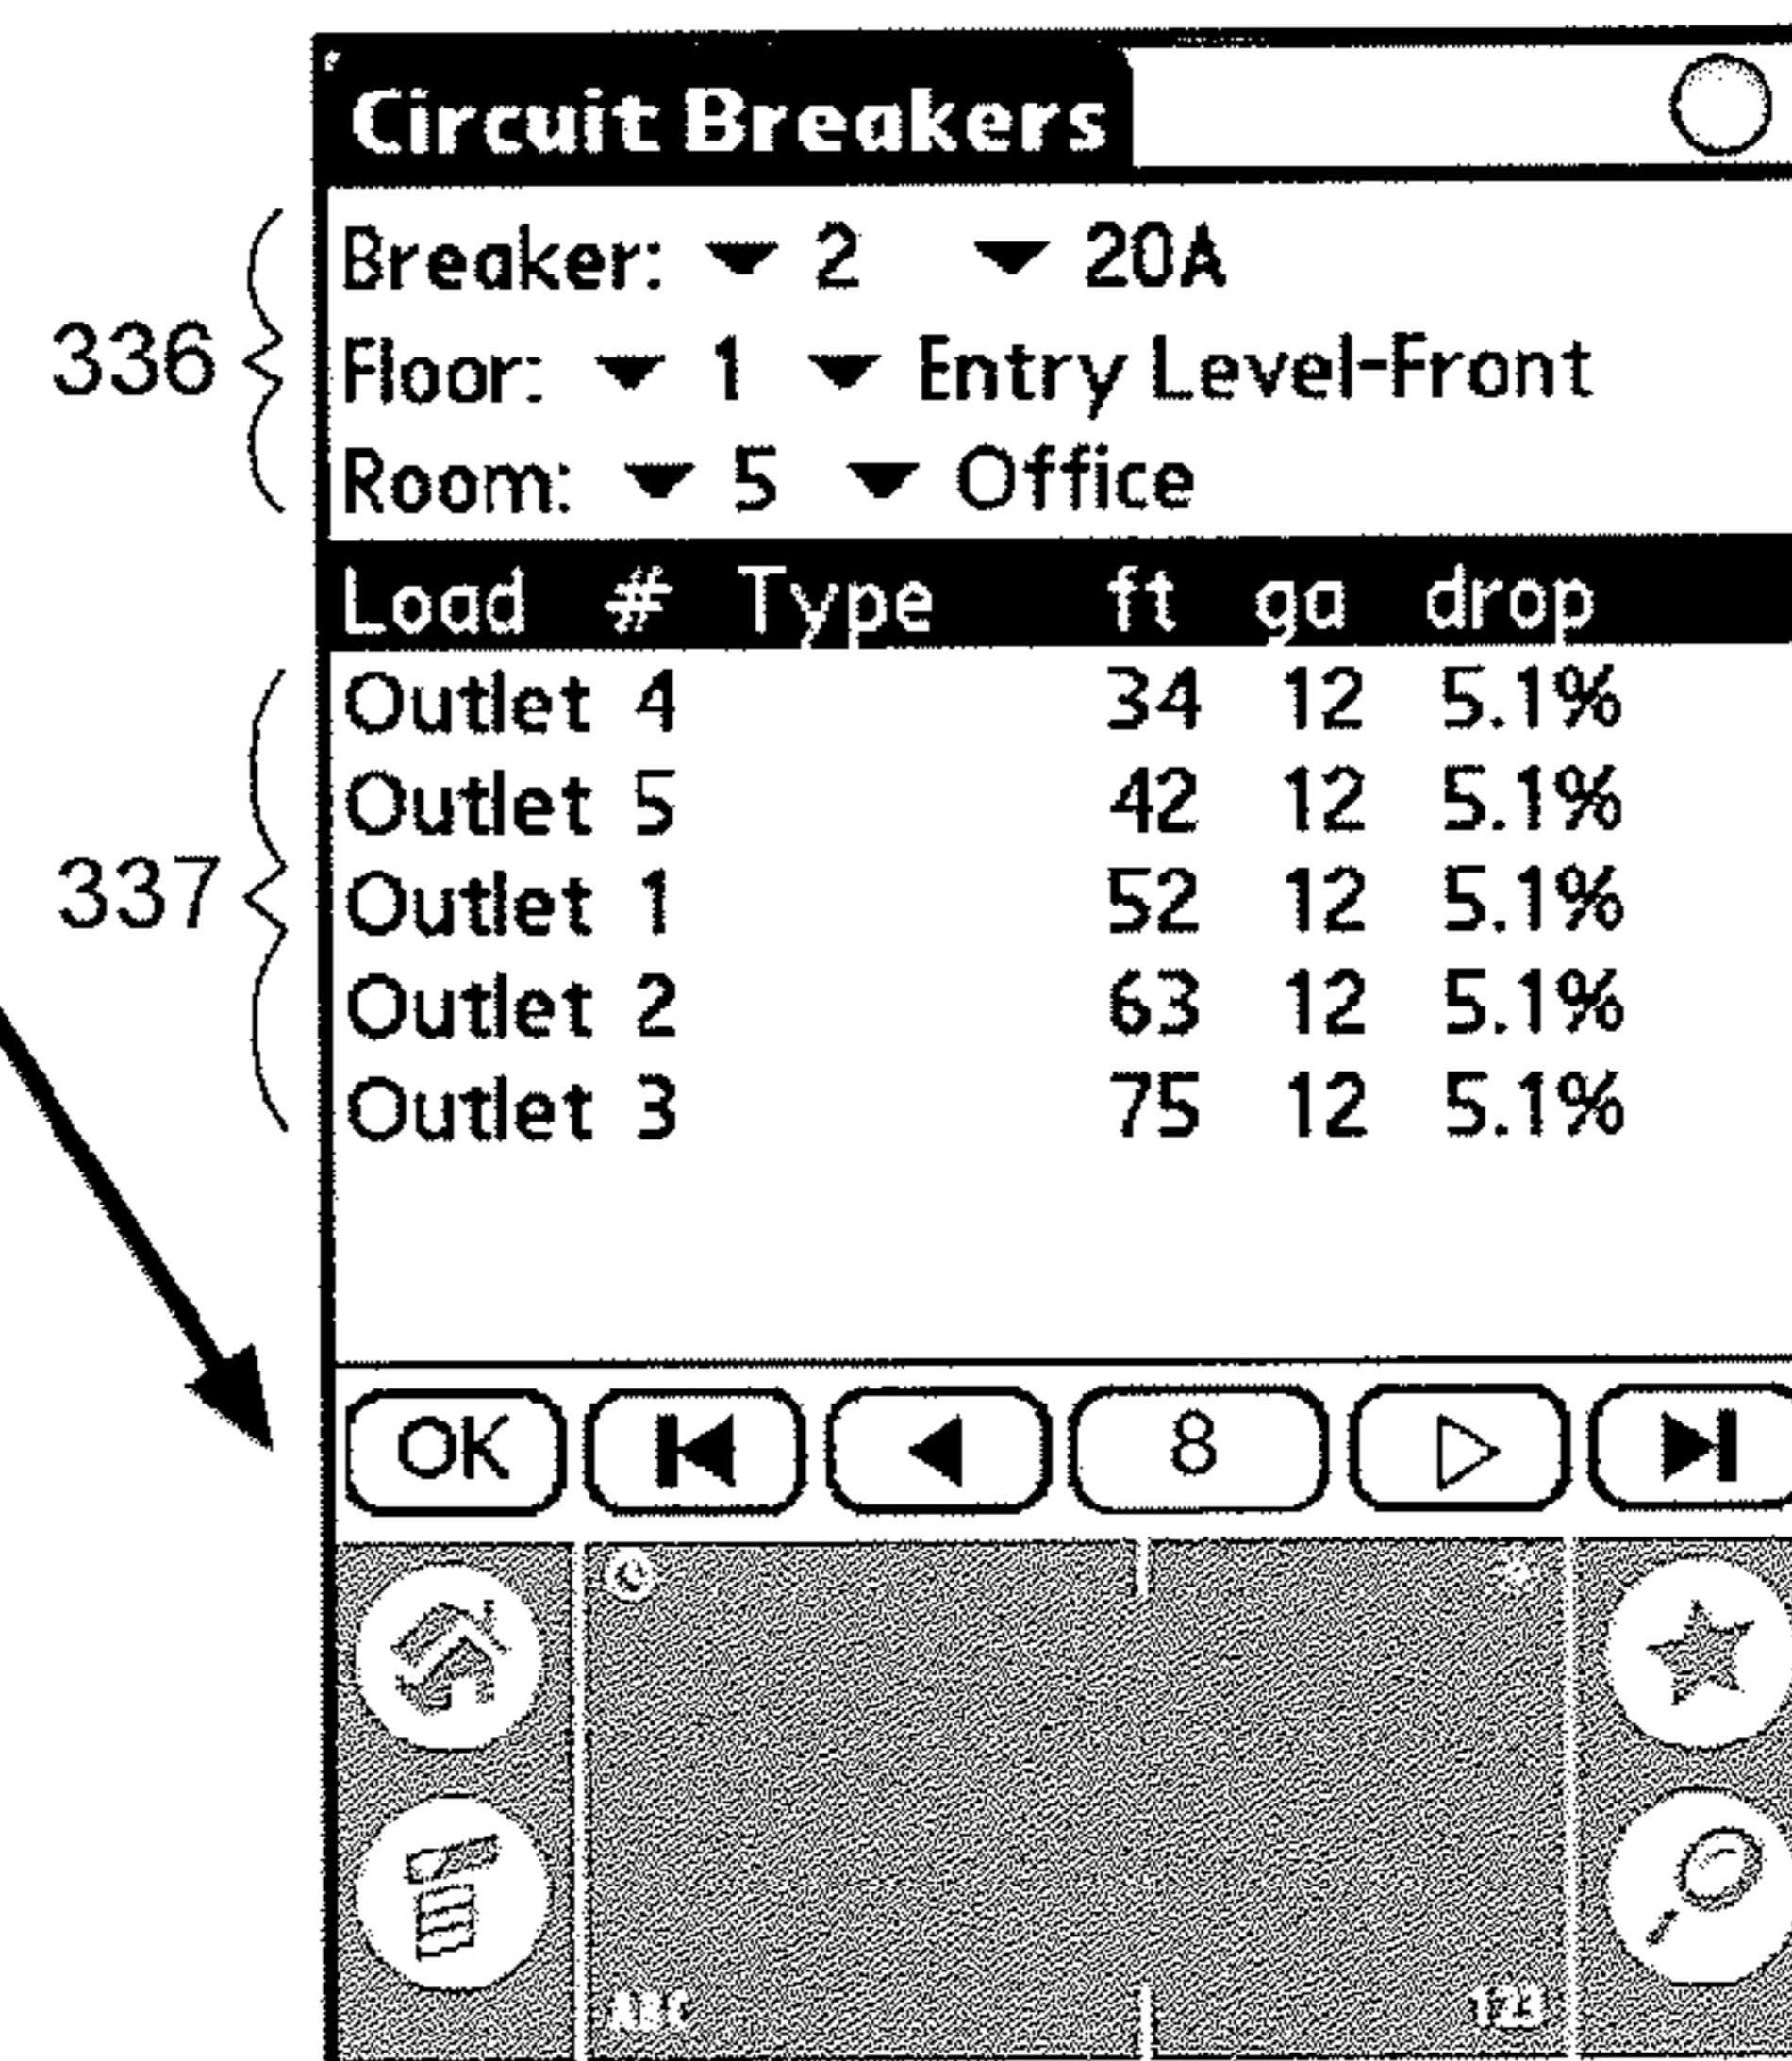 Circuit Breakers
336
Breaker: 2 20A
Floor: 1 Entry Level-Front
Room: 5 Office
Load # Type ft ga drop
337
Outlet 4 34 12 5.1%
Outlet 5 42 12 5.1%
Outlet 1 52 12 5.1%
Outlet 2 63 12 5.1%
Outlet 3 75 12 5.1%
OK 8
ABC 123